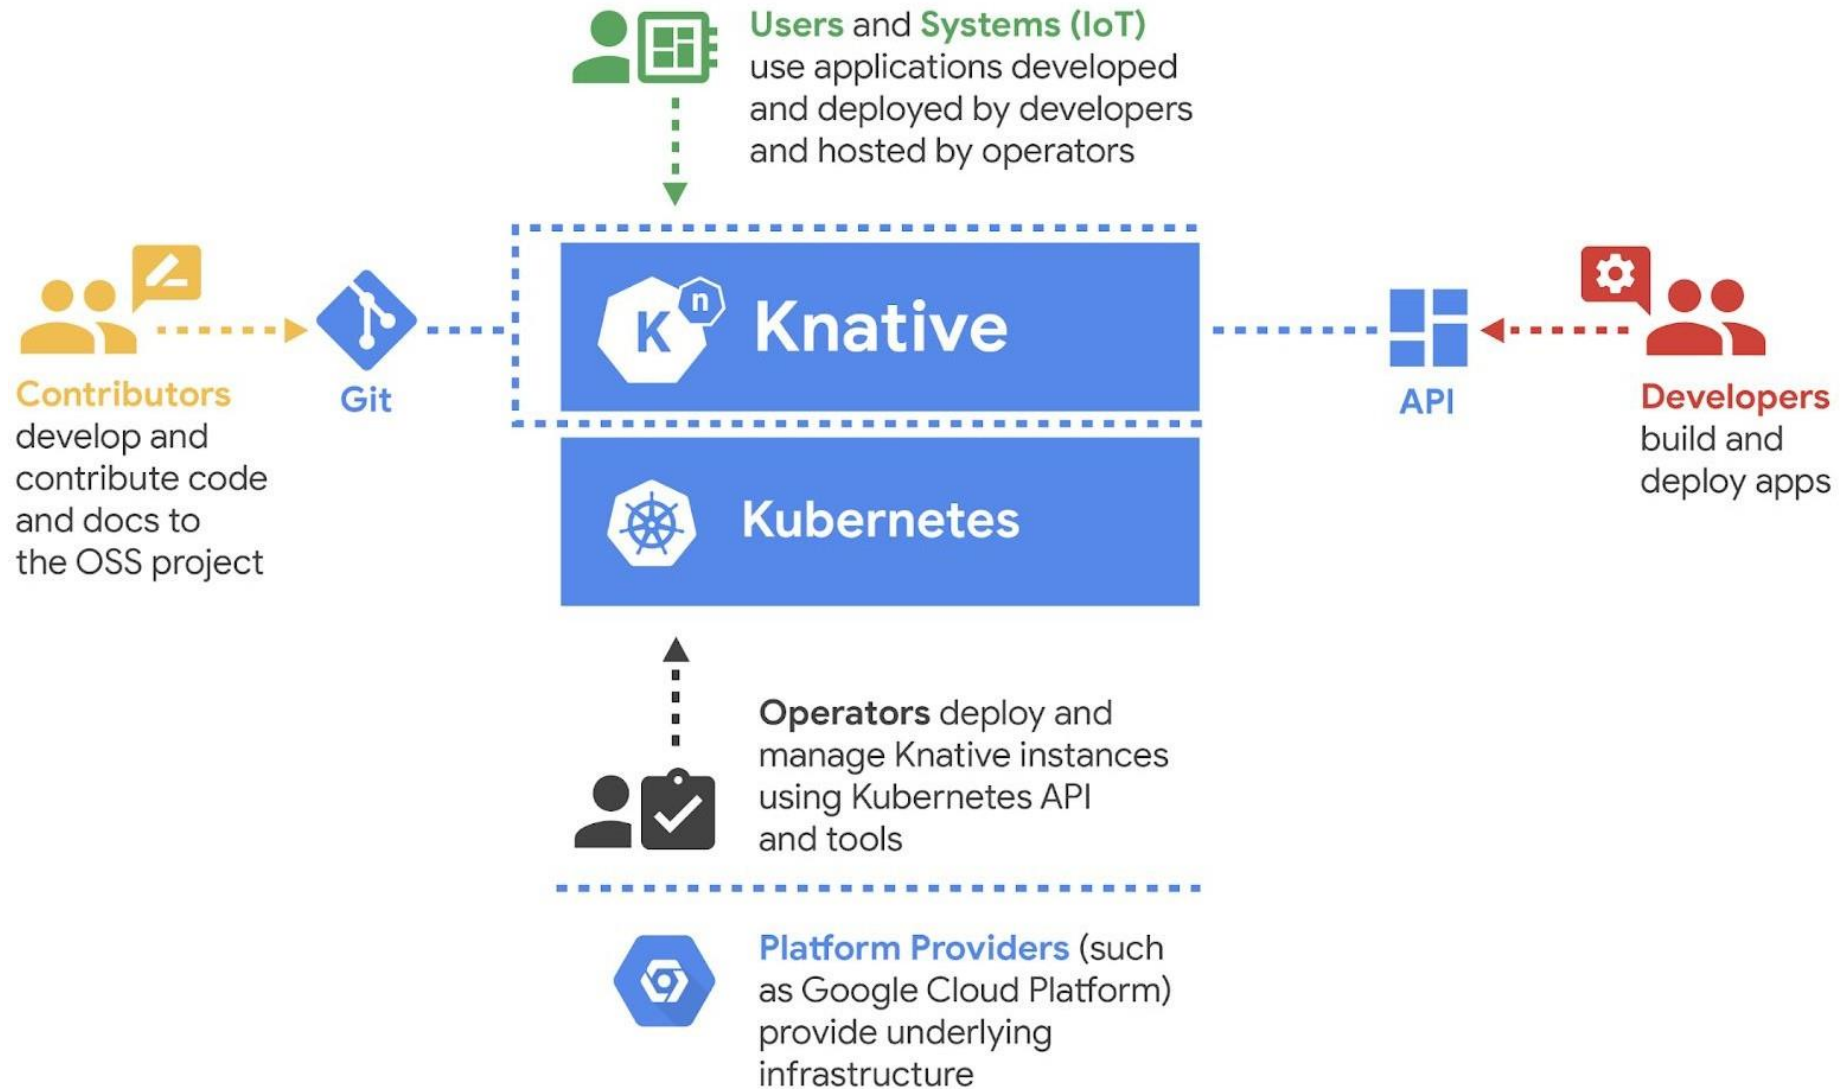 Users and Systems (IoT)
use applications developed
and deployed by developers
and hosted by operators
Contributors
develop and
contribute code
and docs to
the OSS project
Git
K n Knative
Kubernetes
API
Developers
build and
deploy apps
Operators deploy and
manage Knative instances
using Kubernetes API
and tools
Platform Providers (such
as Google Cloud Platform)
provide underlying
infrastructure